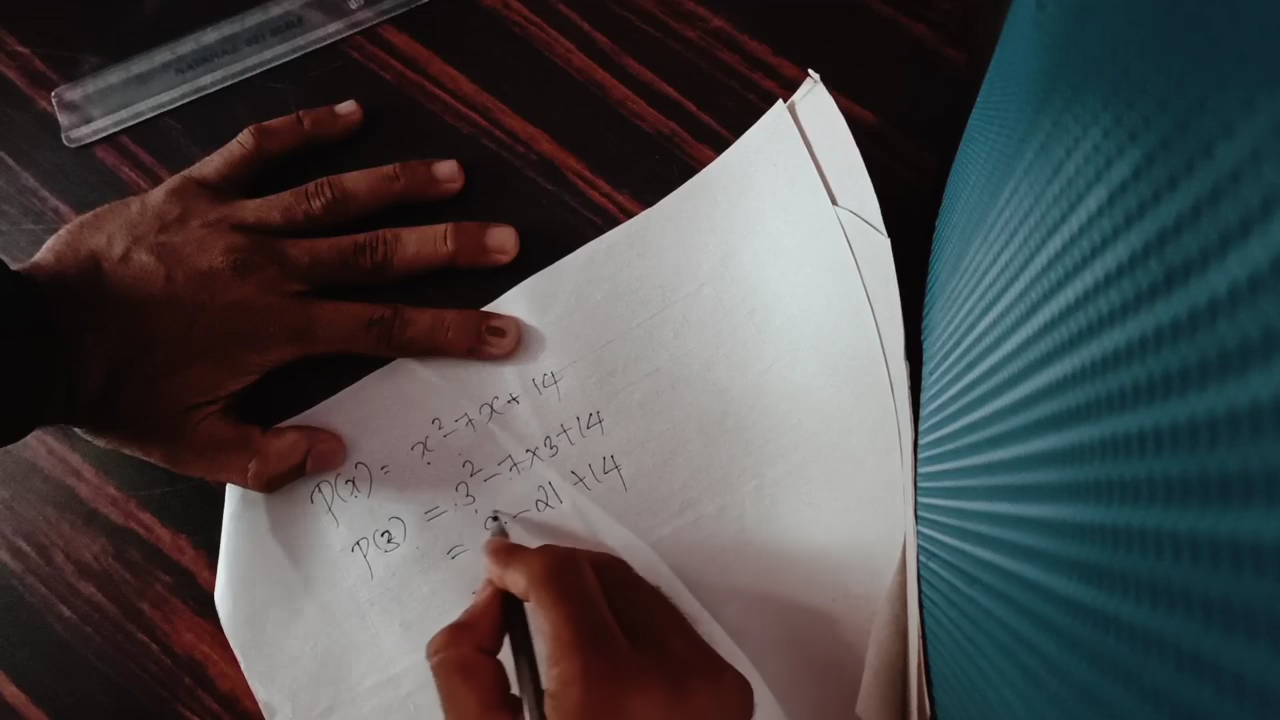 P(x) = x²-7x+14
P(3) = 3²-7×3+14
= 9-21+14